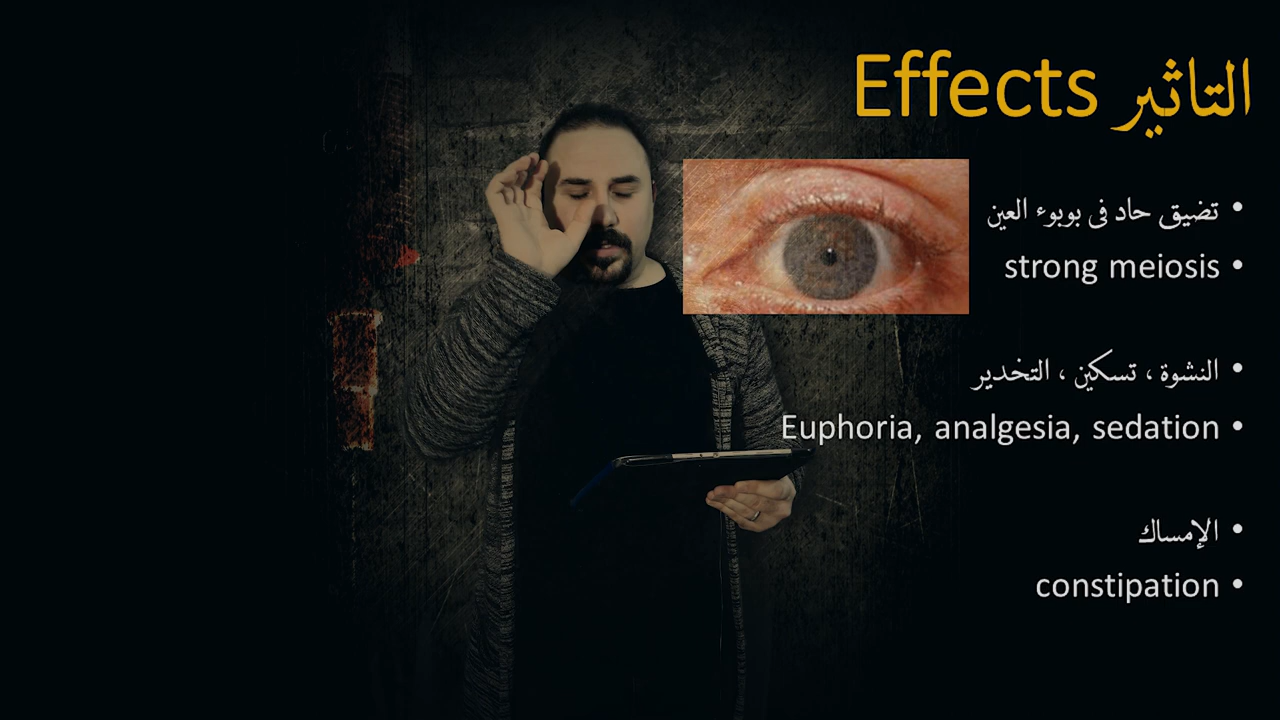 التاثير Effects
تضيق حاد فى بوبوء العين
strong meiosis
النشوة ، تسكين ، التخدير
Euphoria, analgesia, sedation
الإمساك
constipation